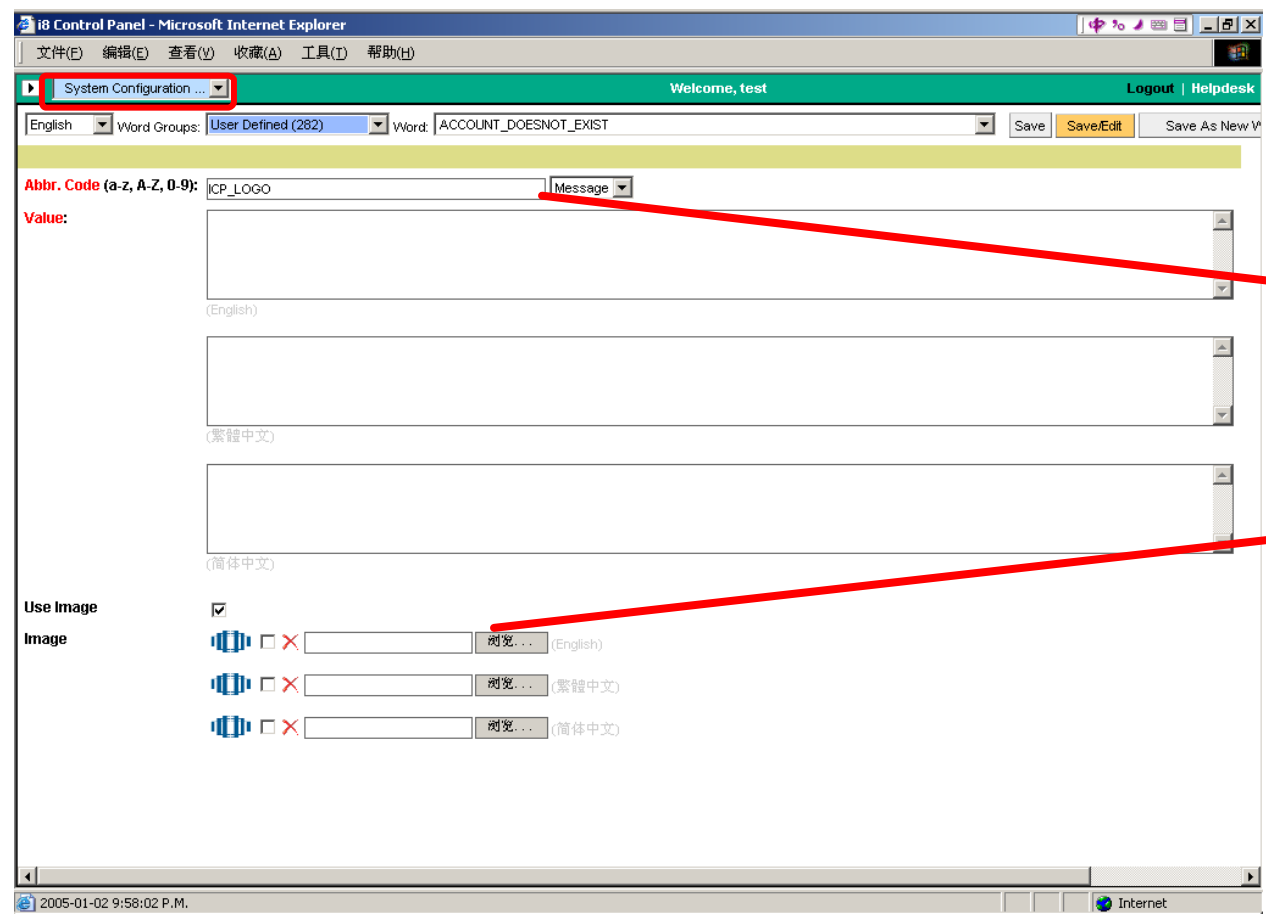 i8 Control Panel - Microsoft Internet Explorer
文件(F) 编辑(E) 查看(V) 收藏(A) 工具(T) 帮助(H)
System Configuration ... Welcome, test Logout | Helpdesk
English Word Groups: User Defined (282) Word: ACCOUNT_DOESNOT_EXIST Save Save/Edit Save As New
Abbr. Code (a-z, A-Z, 0-9): ICP_LOGO Message
Value:
(English)
(繁體中文)
(简体中文)
Use Image
Image 浏览... (English)
浏览... (繁體中文)
浏览... (简体中文)
2005-01-02 9:58:02 P.M. Internet